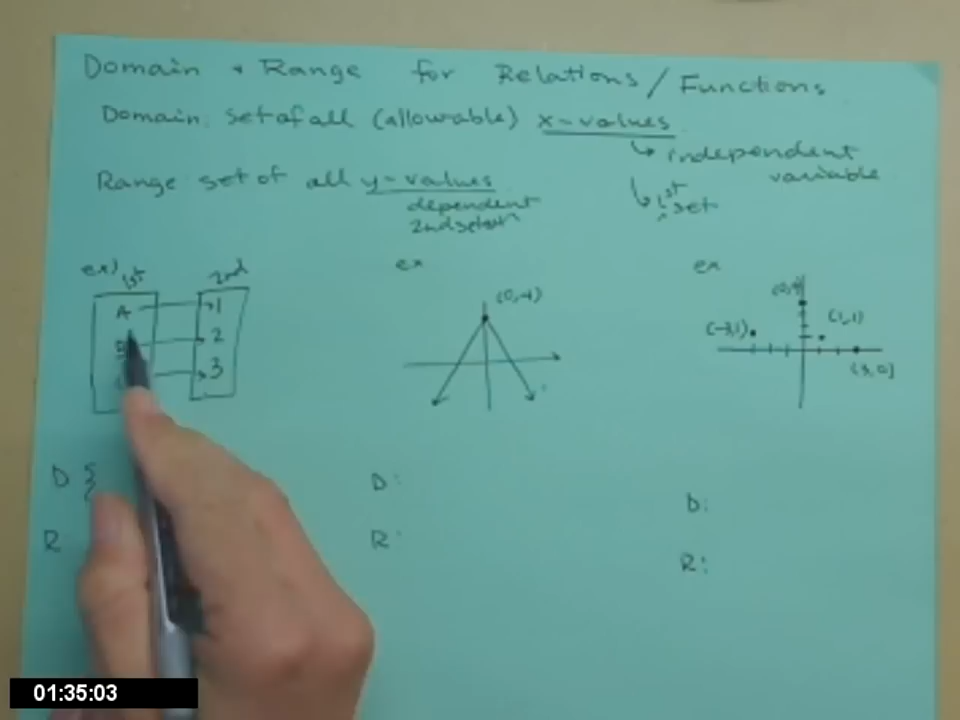 Domain + Range for Relations / Functions
Domain: set of all (allowable) x-values
↳ independent variable
Range set of all y-values
↳ 1st set
dependent
2nd set
ex)
1st
2nd
A
1
B
2
3
ex
(0,4)
ex
(0,4)
(-3,1)
(1,1)
(3,0)
D {
R
D:
R:
D:
R:
01:35:03